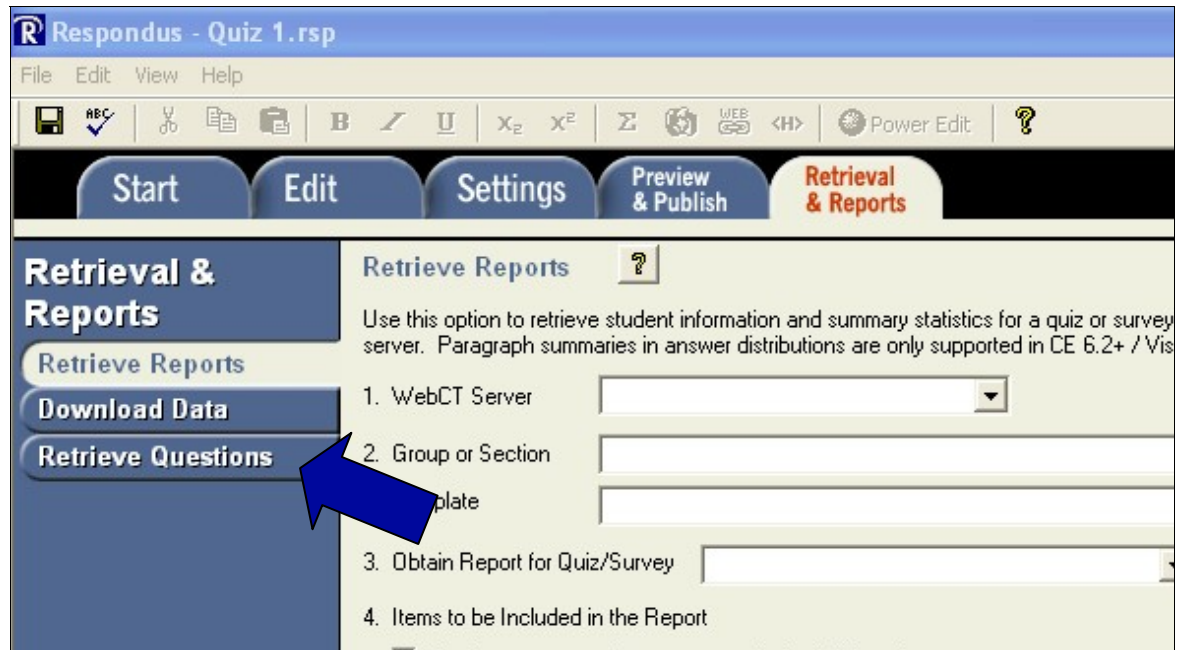 Respondus - Quiz 1.rsp
File Edit View Help
ABC B I U X2 X2 Σ WEB <H> Power Edit ?
Start Edit Settings Preview & Publish Retrieval & Reports
Retrieval &
Reports
Retrieve Reports
Download Data
Retrieve Questions
Retrieve Reports ?
Use this option to retrieve student information and summary statistics for a quiz or survey
server. Paragraph summaries in answer distributions are only supported in CE 6.2+ / Vis
1. WebCT Server
2. Group or Section
plate
3. Obtain Report for Quiz/Survey
4. Items to be Included in the Report